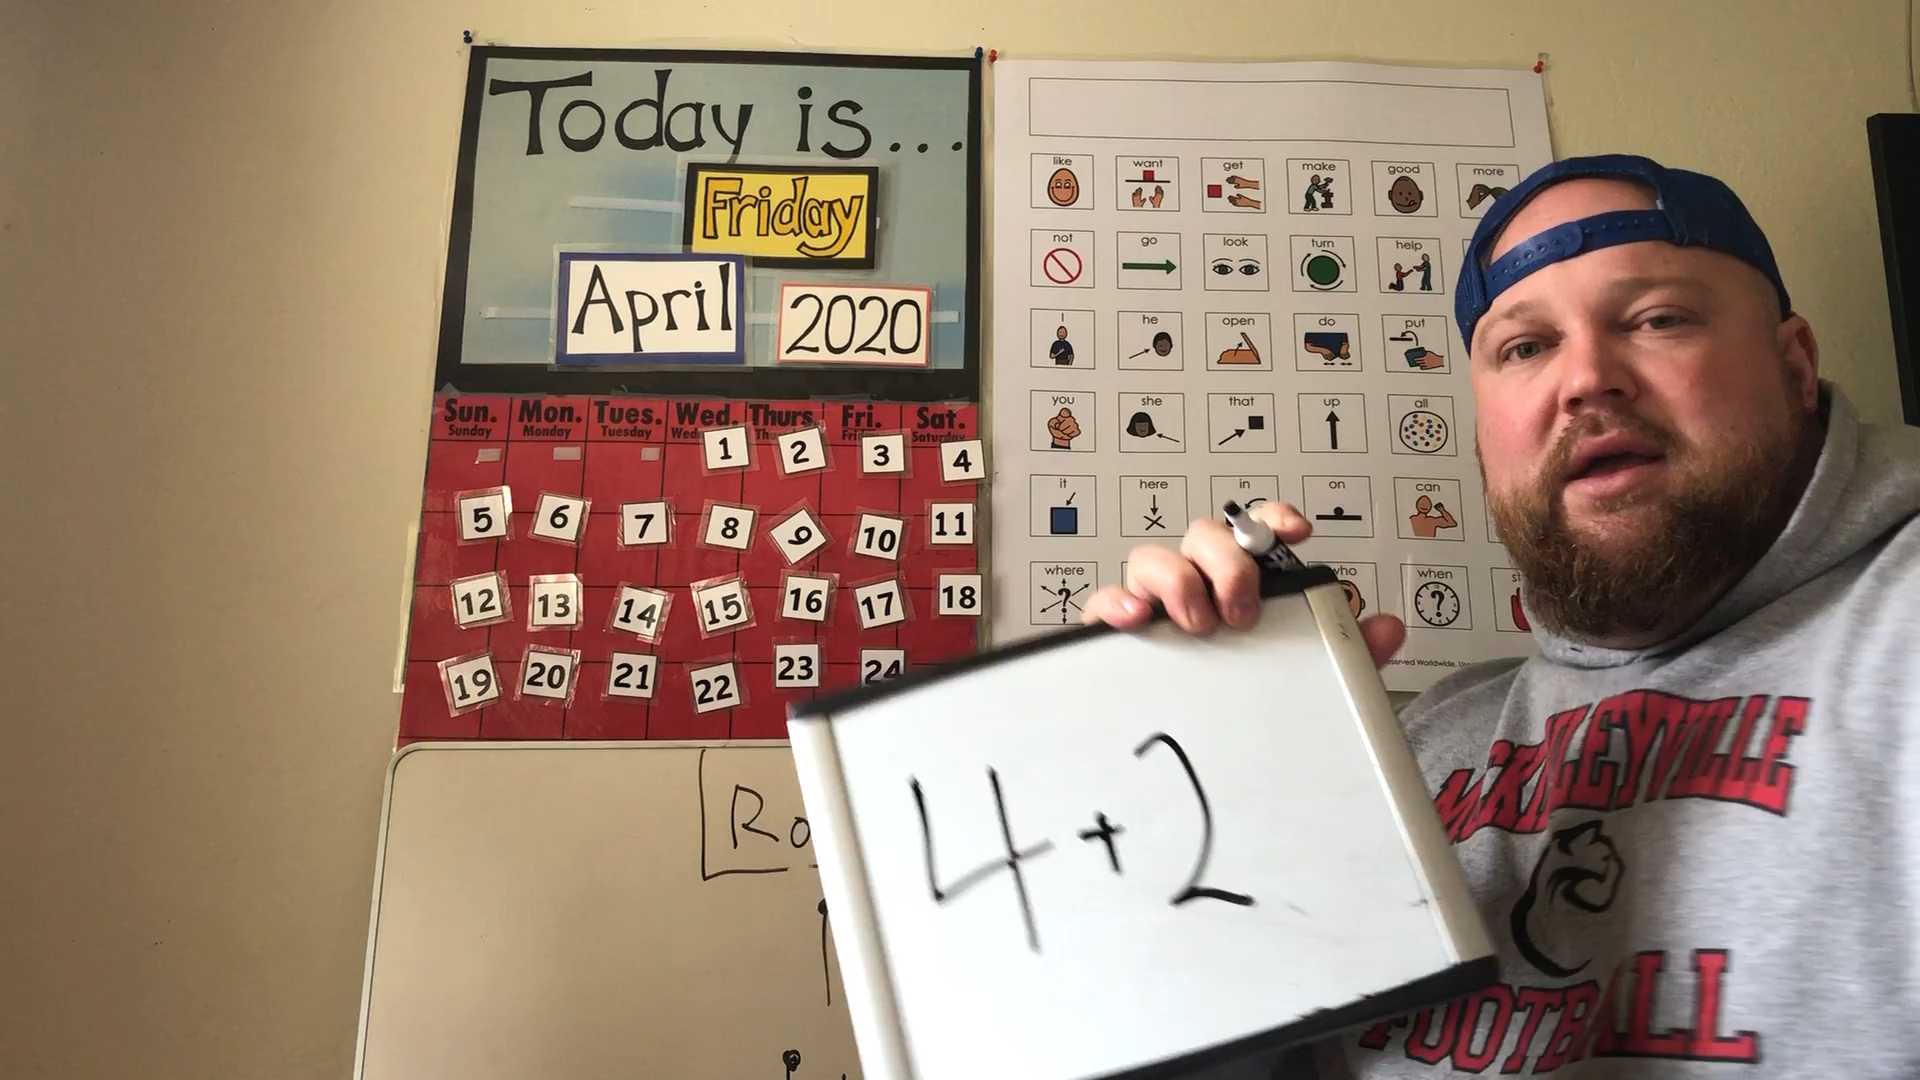 Today is...
Friday
April
2020
Sun. Mon. Tues. Wed. Thurs. Fri. Sat.
Sunday Monday Tuesday Saturday
1 2 3 4
5 6 7 8 9 10 11
12 13 14 15 16 17 18
19 20 21 22 23 24
like want get make good more
not go look turn help
I he open do put
you she that up all
it here in on can
where who when
4+2
McKINLEYVILLE
FOOTBALL